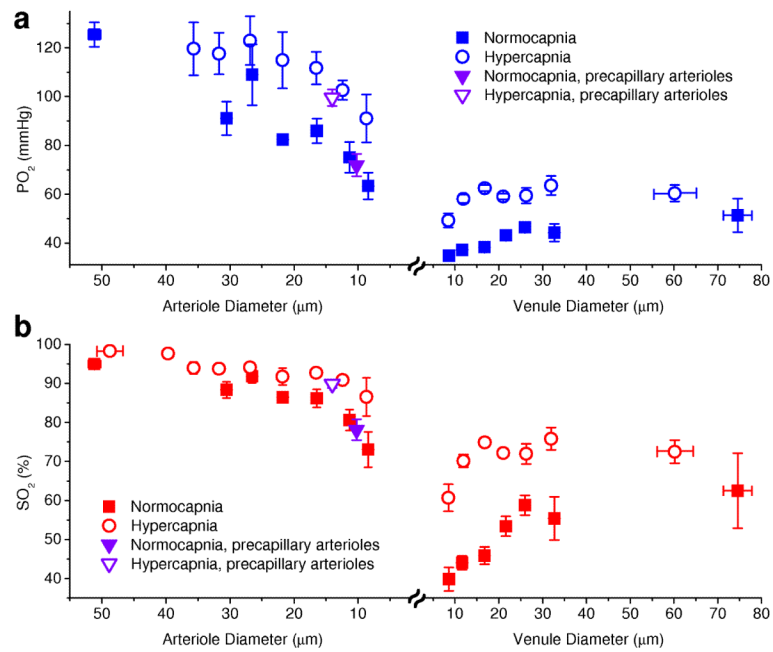 a
Normocapnia
Hypercapnia
Normocapnia, precapillary arterioles
Hypercapnia, precapillary arterioles
PO2 (mmHg)
120
100
80
60
40
50 40 30 20 10 10 20 30 40 50 60 70 80
Arteriole Diameter (μm) Venule Diameter (μm)
b
SO2 (%)
100
90
80
70
60
50
40
Normocapnia
Hypercapnia
Normocapnia, precapillary arterioles
Hypercapnia, precapillary arterioles
50 40 30 20 10 10 20 30 40 50 60 70 80
Arteriole Diameter (μm) Venule Diameter (μm)